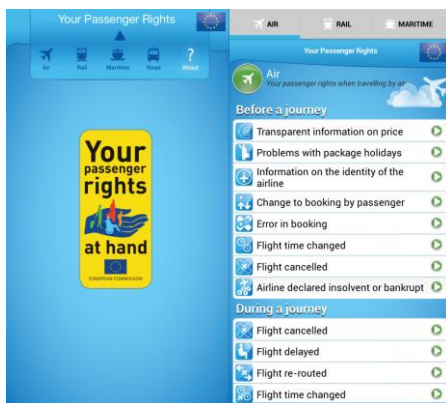 Your Passenger Rights
Air Rail Maritime Road About
?
Your
passenger
rights
at hand
EUROPEAN COMMISSION
AIR RAIL MARITIME
Your Passenger Rights
Air
Your passenger rights when travelling by air
Before a journey
Transparent information on price
Problems with package holidays
Information on the identity of the
airline
Change to booking by passenger
Error in booking
Flight time changed
Flight cancelled
Airline declared insolvent or bankrupt
During a journey
Flight cancelled
Flight delayed
Flight re-routed
Flight time changed